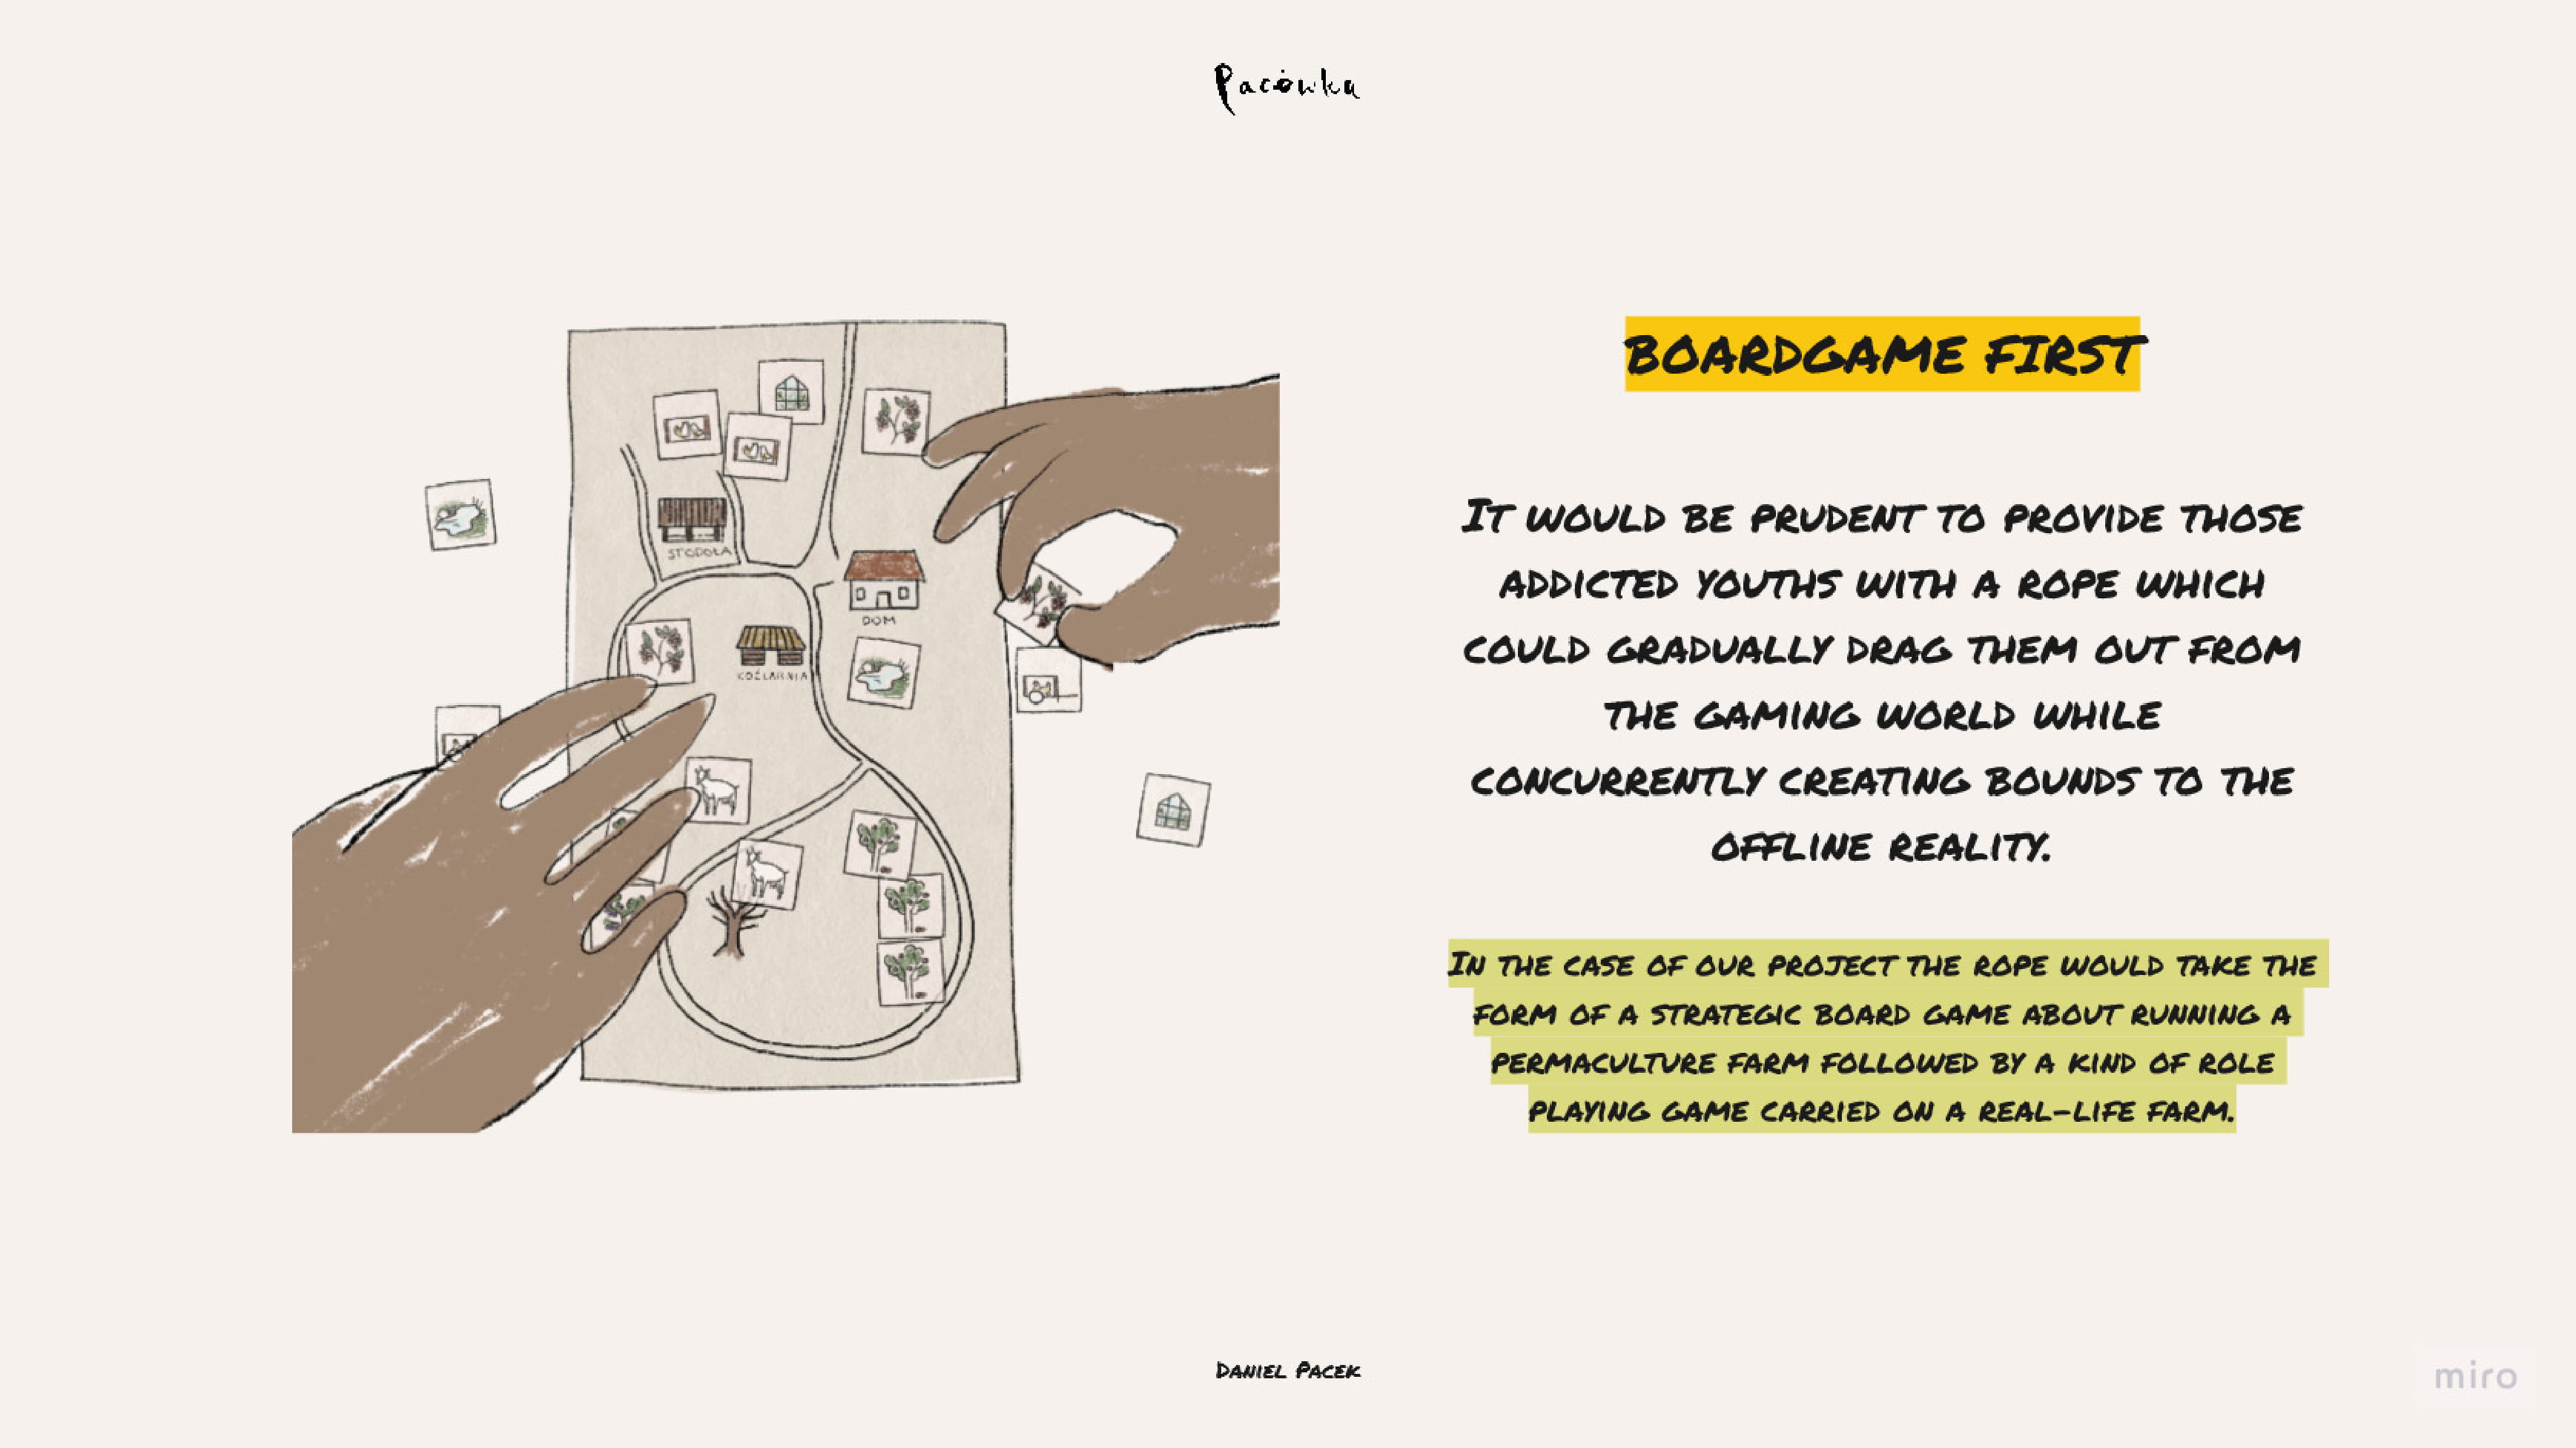 Pacówka
BOARDGAME FIRST
IT WOULD BE PRUDENT TO PROVIDE THOSE
ADDICTED YOUTHS WITH A ROPE WHICH
COULD GRADUALLY DRAG THEM OUT FROM
THE GAMING WORLD WHILE
CONCURRENTLY CREATING BOUNDS TO THE
OFFLINE REALITY.
IN THE CASE OF OUR PROJECT THE ROPE WOULD TAKE THE
FORM OF A STRATEGIC BOARD GAME ABOUT RUNNING A
PERMACULTURE FARM FOLLOWED BY A KIND OF ROLE
PLAYING GAME CARRIED ON A REAL-LIFE FARM.
STODOŁA
DOM
KOŹLARNIA
DANIEL PACEK
miro